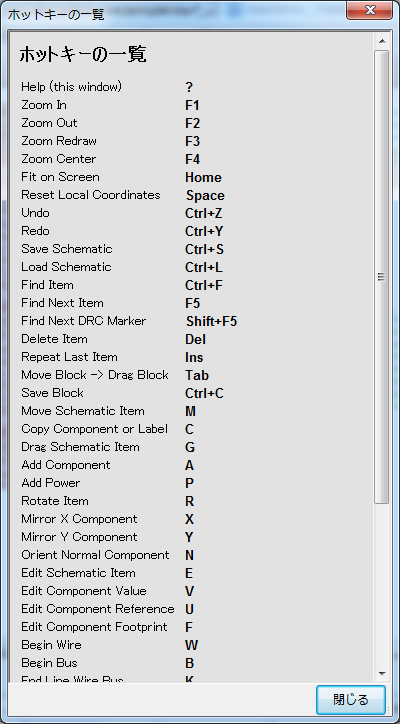 ホットキーの一覧
ホットキーの一覧
Help (this window) ?
Zoom In F1
Zoom Out F2
Zoom Redraw F3
Zoom Center F4
Fit on Screen Home
Reset Local Coordinates Space
Undo Ctrl+Z
Redo Ctrl+Y
Save Schematic Ctrl+S
Load Schematic Ctrl+L
Find Item Ctrl+F
Find Next Item F5
Find Next DRC Marker Shift+F5
Delete Item Del
Repeat Last Item Ins
Move Block -> Drag Block Tab
Save Block Ctrl+C
Move Schematic Item M
Copy Component or Label C
Drag Schematic Item G
Add Component A
Add Power P
Rotate Item R
Mirror X Component X
Mirror Y Component Y
Orient Normal Component N
Edit Schematic Item E
Edit Component Value V
Edit Component Reference U
Edit Component Footprint F
Begin Wire W
Begin Bus B
End Line Wire Bus K
閉じる